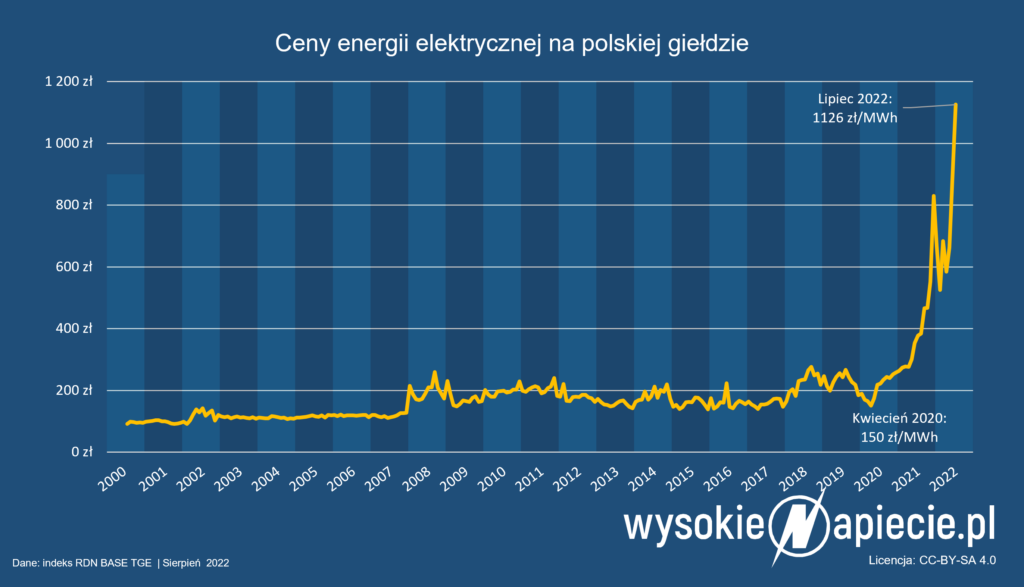 Ceny energii elektrycznej na polskiej giełdzie
1 200 zł
1 000 zł
800 zł
600 zł
400 zł
200 zł
0 zł
Lipiec 2022:
1126 zł/MWh
Kwiecień 2020:
150 zł/MWh
2000 2001 2002 2003 2004 2005 2006 2007 2008 2009 2010 2011 2012 2013 2014 2015 2016 2017 2018 2019 2020 2021 2022
wysokieNapiecie.pl
Dane: indeks RDN BASE TGE | Sierpień 2022
Licencja: CC-BY-SA 4.0